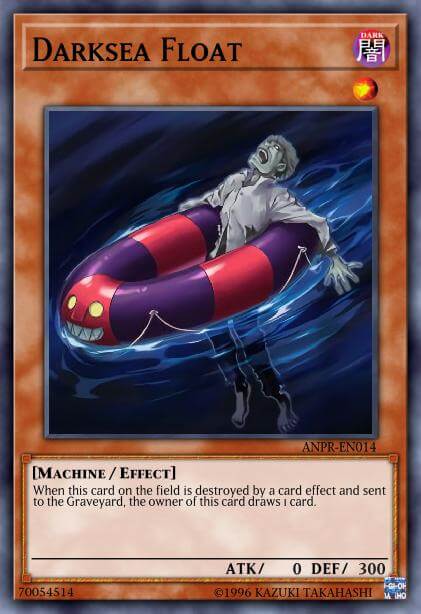 Darksea Float
DARK
闇
ANPR-EN014
[Machine / Effect]
When this card on the field is destroyed by a card effect and sent
to the Graveyard, the owner of this card draws 1 card.
ATK/ 0 DEF/ 300
70054514
©1996 KAZUKI TAKAHASHI